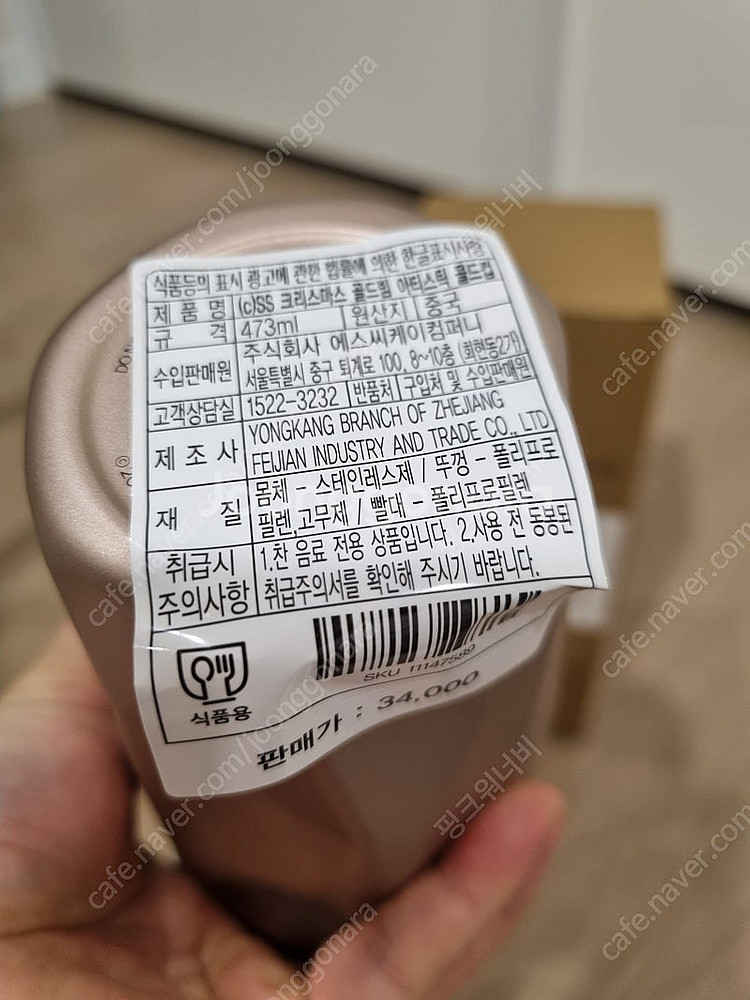 식품등의 표시 광고에 관한 법률에 의한 한글표시사항
제 품 명 (c)SS 크리스마스 골드림 아티스틱 콜드컵
규 격 473ml 원산지 중국
수입판매원 주식회사 에스씨케이컴퍼니
서울특별시 중구 퇴계로 100, 8~10층 (회현동2가)
고객상담실 1522-3232 반품처 구입처 및 수입판매원
제 조 사 YONGKANG BRANCH OF ZHEJIANG
FEIJIAN INDUSTRY AND TRADE CO., LTD
재 질 몸체 - 스테인레스제 / 뚜껑 - 폴리프로
필렌,고무제 / 빨대 - 폴리프로필렌
취급시 주의사항 1.찬 음료 전용 상품입니다. 2.사용 전 동봉된
취급주의서를 확인해 주시기 바랍니다.
SKU 11147589
식품용
판매가 : 34,000
cafe.naver.com/joonggonara
핑크워너비